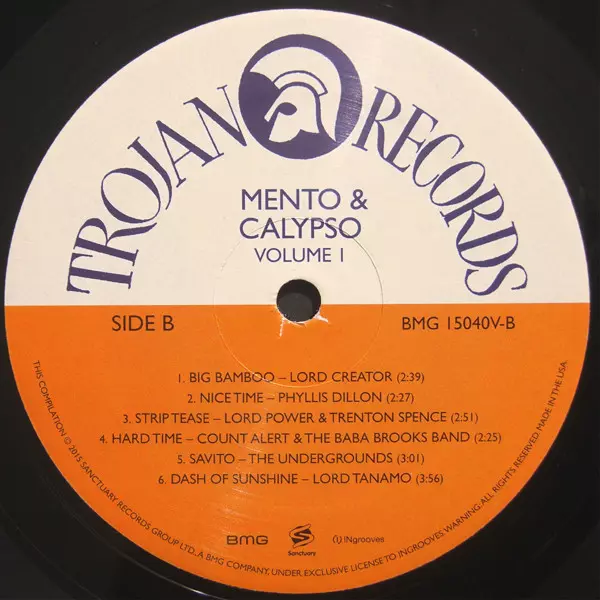 TROJAN RECORDS
MENTO &
CALYPSO
VOLUME I
SIDE B
BMG 15040V-B
1. BIG BAMBOO – LORD CREATOR (2:39)
2. NICE TIME – PHYLLIS DILLON (2:27)
3. STRIP TEASE – LORD POWER & TRENTON SPENCE (2:51)
4. HARD TIME – COUNT ALERT & THE BABA BROOKS BAND (2:25)
5. SAVITO – THE UNDERGROUNDS (3:01)
6. DASH OF SUNSHINE – LORD TANAMO (3:56)
BMG
S
Sanctuary
INgrooves
THIS COMPILATION © 2015 SANCTUARY RECORDS GROUP LTD. A BMG COMPANY, UNDER EXCLUSIVE LICENSE TO INGROOVES WARNING: ALL RIGHTS RESERVED. MADE IN THE USA.